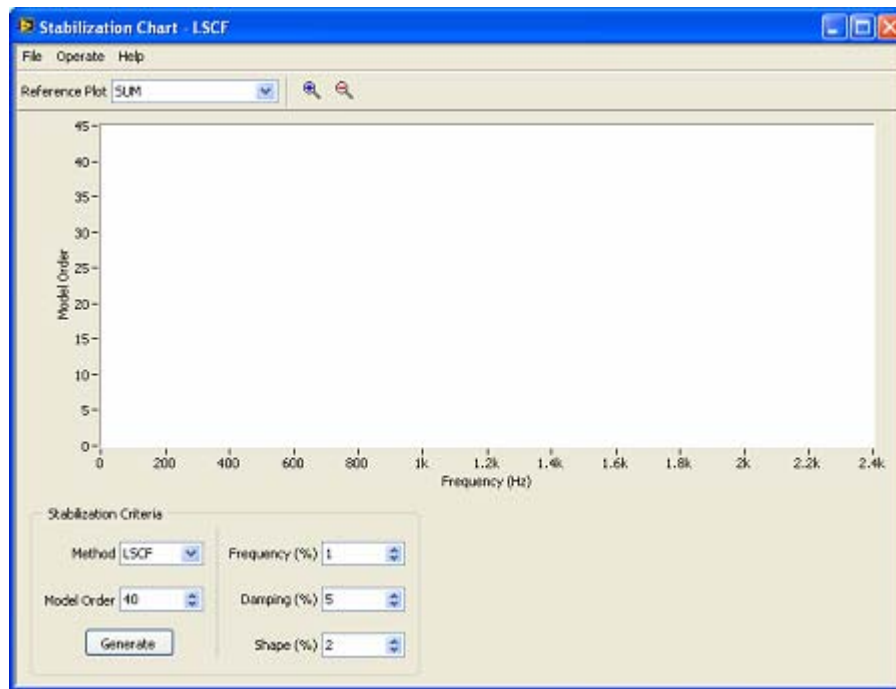 Stabilization Chart - LSCF
File Operate Help
Reference Plot SUM
45
40
35
30
25
20
15
10
5
0
Model Order
0 200 400 600 800 1k 1.2k 1.4k 1.6k 1.8k 2k 2.2k 2.4k
Frequency (Hz)
Stabilization Criteria
Method LSCF Frequency (%) 1
Model Order 40 Damping (%) 5
Generate Shape (%) 2